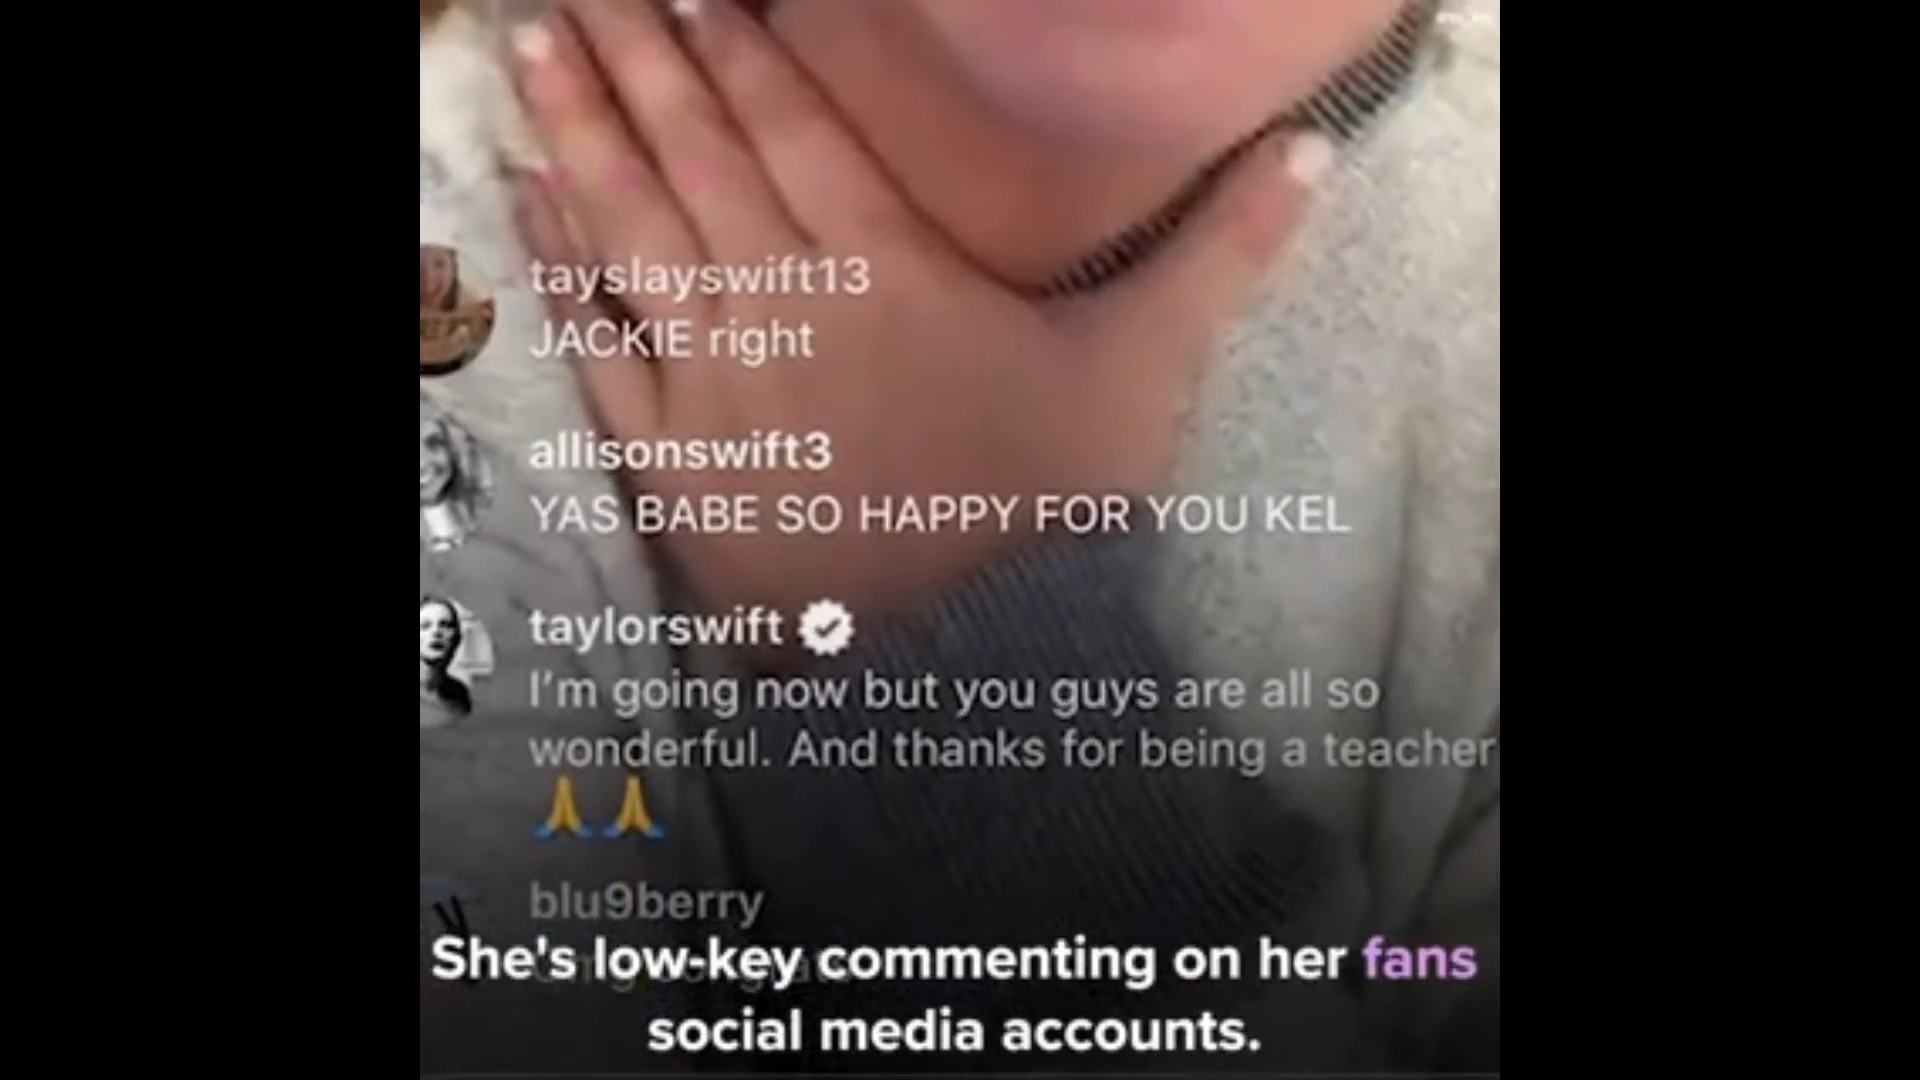 tayslayswift13
JACKIE right
allisonswift3
YAS BABE SO HAPPY FOR YOU KEL
taylorswift
I'm going now but you guys are all so
wonderful. And thanks for being a teacher
🙏🙏
blu9berry
She's low-key commenting on her fans
social media accounts.